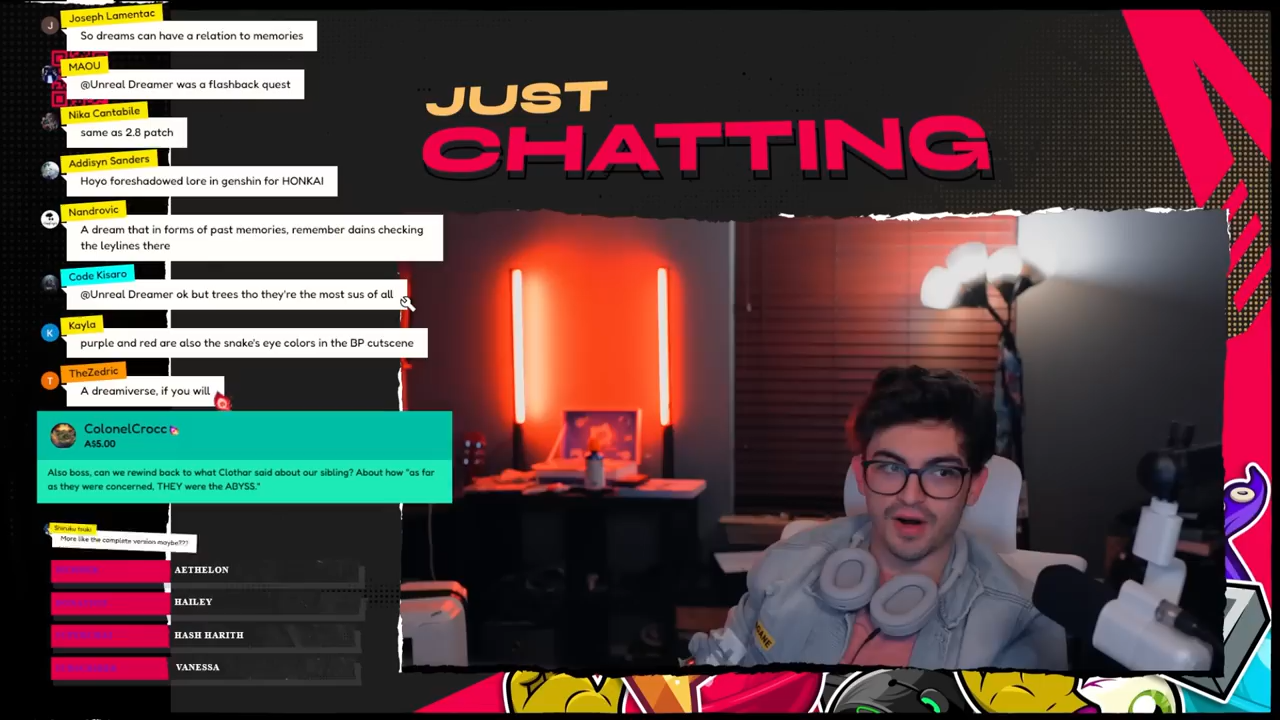 Joseph Lamentac
So dreams can have a relation to memories
MAOU
@Unreal Dreamer was a flashback quest
Nika Cantabile
same as 2.8 patch
Addisyn Sanders
Hoyo foreshadowed lore in genshin for HONKAI
Nandrovic
A dream that in forms of past memories, remember dains checking
the leylines there
Code Kisaro
@Unreal Dreamer ok but trees tho they're the most sus of all
K
Kayla
purple and red are also the snake's eye colors in the BP cutscene
T
TheZedric
A dreamiverse, if you will
ColonelCrocc
A$5.00
Also boss, can we rewind back to what Clothar said about our sibling? About how "as far
as they were concerned, THEY were the ABYSS."
More like the complete version maybe???
AETHELON
HAILEY
HASH HARITH
VANESSA
JUST
CHATTING